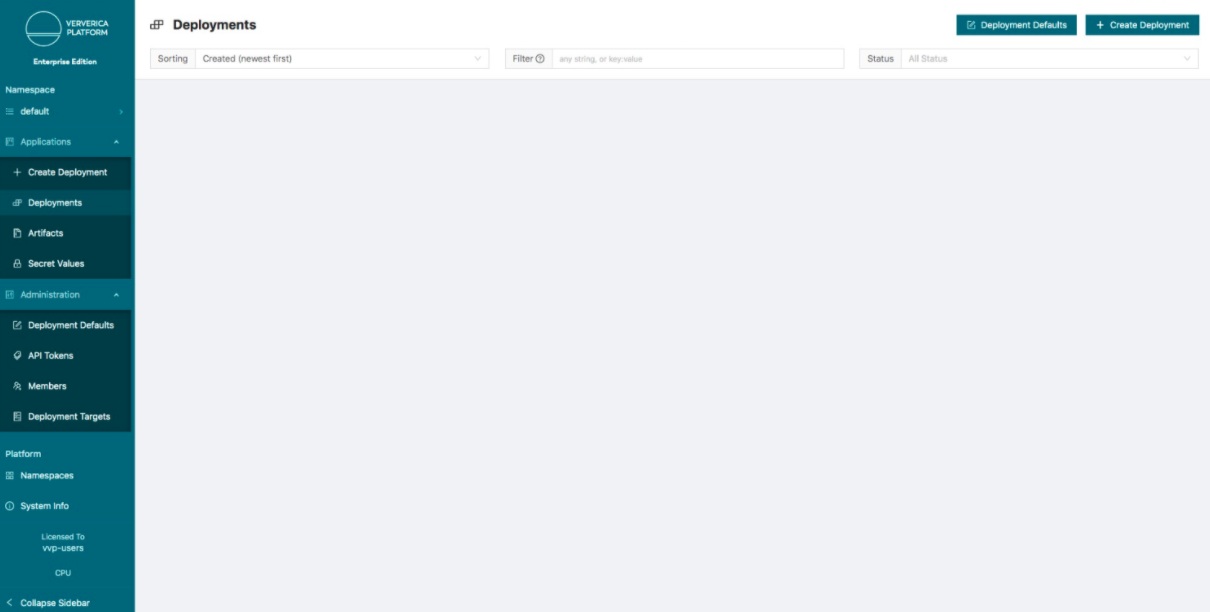 VERVERICA
PLATFORM
Enterprise Edition
Namespace
default
Applications
Create Deployment
Deployments
Artifacts
Secret Values
Administration
Deployment Defaults
API Tokens
Members
Deployment Targets
Platform
Namespaces
System Info
Licensed To
vvp-users
CPU
Collapse Sidebar
Deployments
Deployment Defaults
+ Create Deployment
Sorting Created (newest first)
Filter any string, or key:value
Status All Status